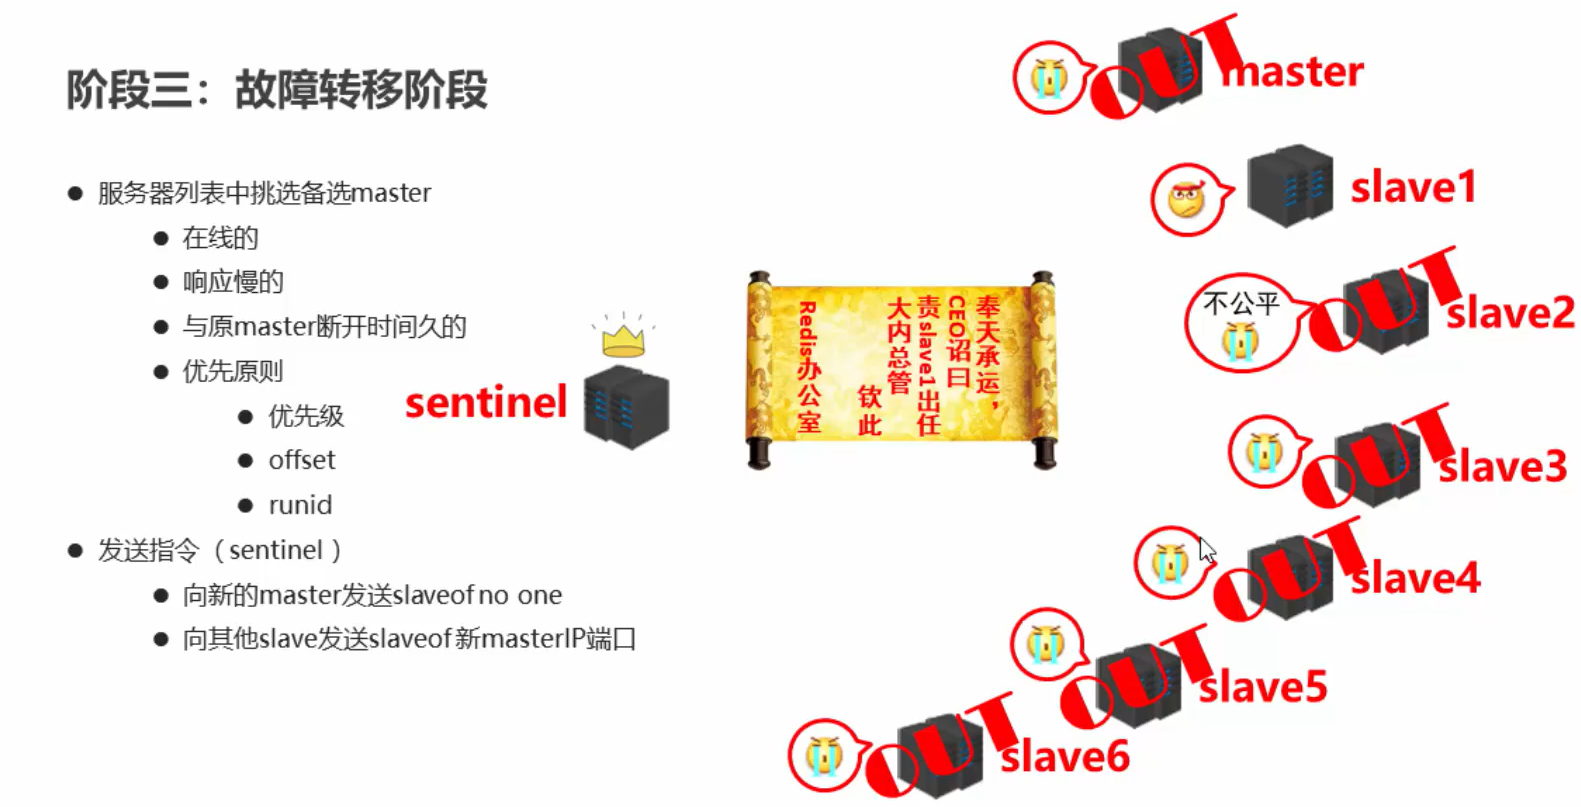 阶段三：故障转移阶段
服务器列表中挑选备选master
在线的
响应慢的
与原master断开时间久的
优先原则
优先级
offset
runid
发送指令（sentinel）
向新的master发送slaveof no one
向其他slave发送slaveof 新masterIP端口
sentinel
奉天承运，
CEO诏曰
责slave1出任
大内总管
钦此
Redis办公室
OUT
master
slave1
不公平
OUT
slave2
OUT
slave3
OUT
slave4
OUT
slave5
OUT
slave6